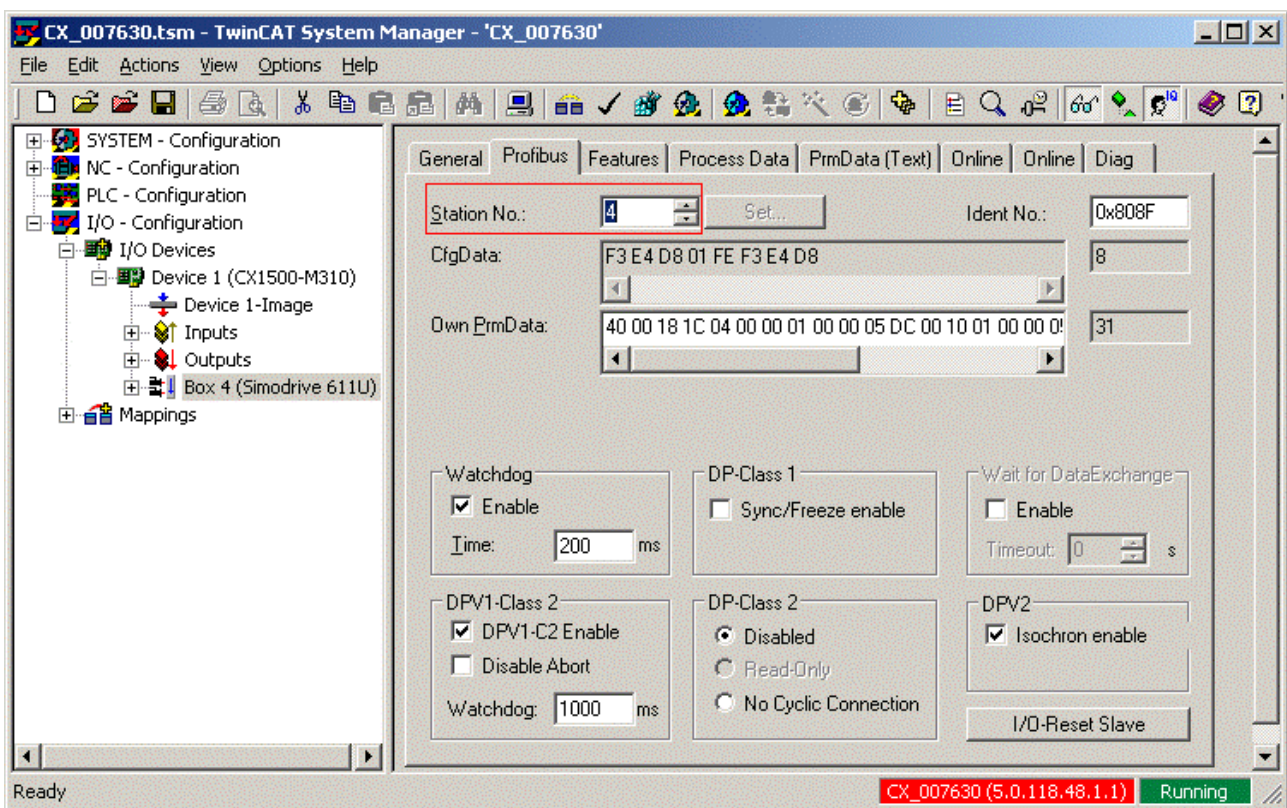 CX_007630.tsm - TwinCAT System Manager - 'CX_007630'
File Edit Actions View Options Help
SYSTEM - Configuration
NC - Configuration
PLC - Configuration
I/O - Configuration
I/O Devices
Device 1 (CX1500-M310)
Device 1-Image
Inputs
Outputs
Box 4 (Simodrive 611U)
Mappings
General Profibus Features Process Data PrmData (Text) Online Online Diag
Station No.: 4 Set... Ident No.: 0x808F
CfgData: F3 E4 D8 01 FE F3 E4 D8 8
Own PrmData: 40 00 18 1C 04 00 00 01 00 00 05 DC 00 10 01 00 00 31
Watchdog
Enable
Time: 200 ms
DP-Class 1
Sync/Freeze enable
Wait for DataExchange
Enable
Timeout: 0 s
DPV1-Class 2
DPV1-C2 Enable
Disable Abort
Watchdog: 1000 ms
DP-Class 2
Disabled
Read-Only
No Cyclic Connection
DPV2
Isochron enable
I/O-Reset Slave
Ready CX_007630 (5.0.118.48.1.1) Running